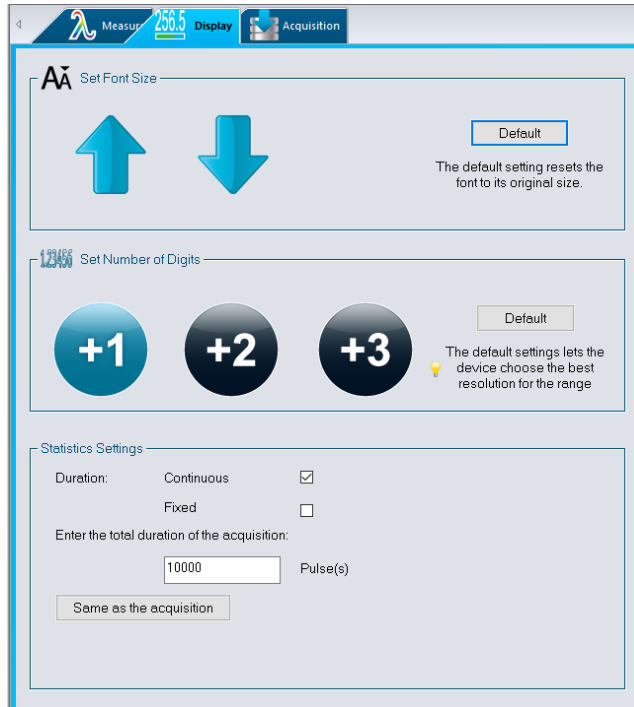 Measur
256.5 Display
Acquisition
AA Set Font Size
Default
The default setting resets the
font to its original size.
123456 Set Number of Digits
+1 +2 +3
Default
The default settings lets the
device choose the best
resolution for the range
Statistics Settings
Duration: Continuous
Fixed
Enter the total duration of the acquisition:
10000 Pulse(s)
Same as the acquisition